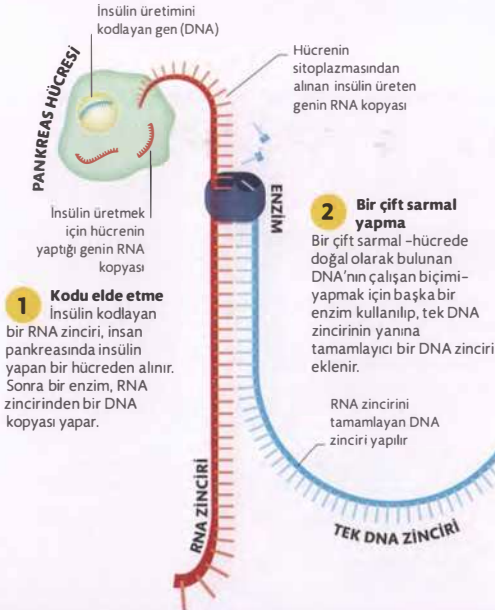 İnsülin üretimini
kodlayan gen (DNA)
PANKREAS HÜCRESİ
Hücrenin
sitoplazmasından
alınan insülin üreten
genin RNA kopyası
İnsülin üretmek
için hücrenin
yaptığı genin RNA
kopyası
ENZİM
1 Kodu elde etme
İnsülin kodlayan
bir RNA zinciri, insan
pankreasında insülin
yapan bir hücreden alınır.
Sonra bir enzim, RNA
zincirinden bir DNA
kopyası yapar.
2 Bir çift sarmal
yapma
Bir çift sarmal –hücrede
doğal olarak bulunan
DNA’nın çalışan biçimi–
yapmak için başka bir
enzim kullanılıp, tek DNA
zincirinin yanına
tamamlayıcı bir DNA zinciri
eklenir.
RNA zincirini
tamamlayan DNA
zinciri yapılır
RNA ZİNCİRİ
TEK DNA ZİNCİRİ